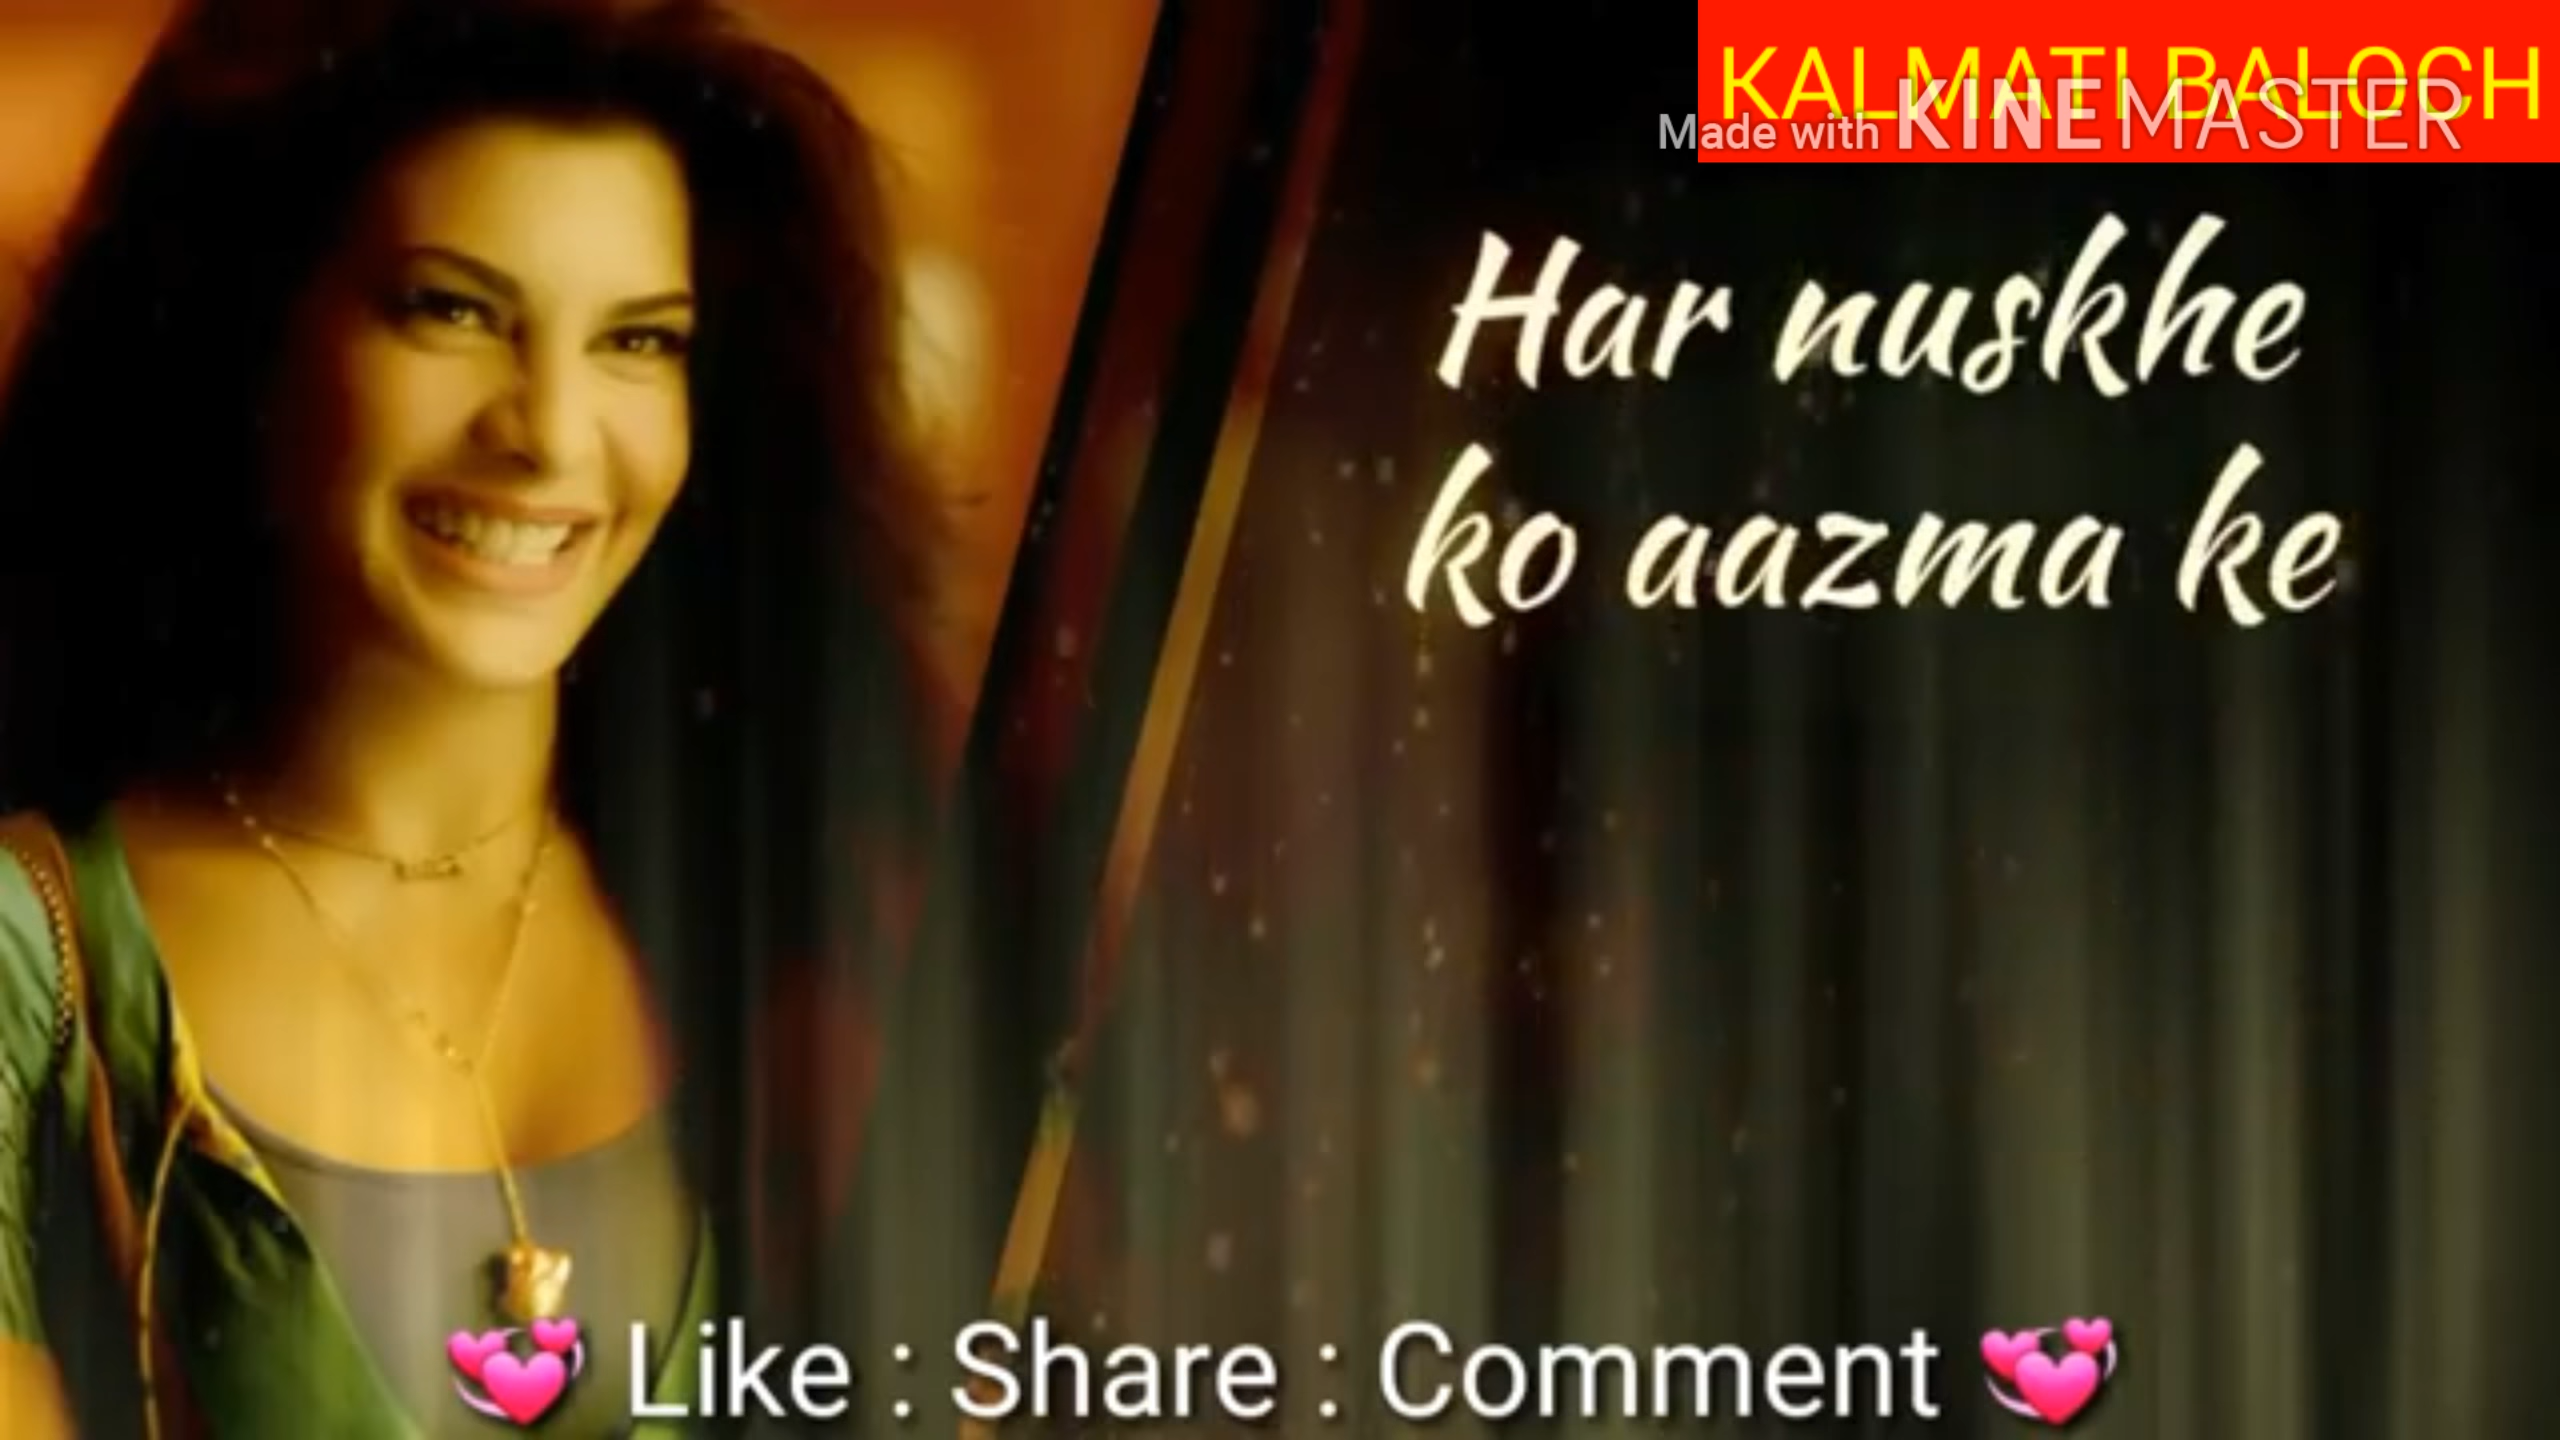 KALMATI BALOCH
Made with KINEMASTER
Har nuskhe
ko aazma ke
💞 Like : Share : Comment 💞